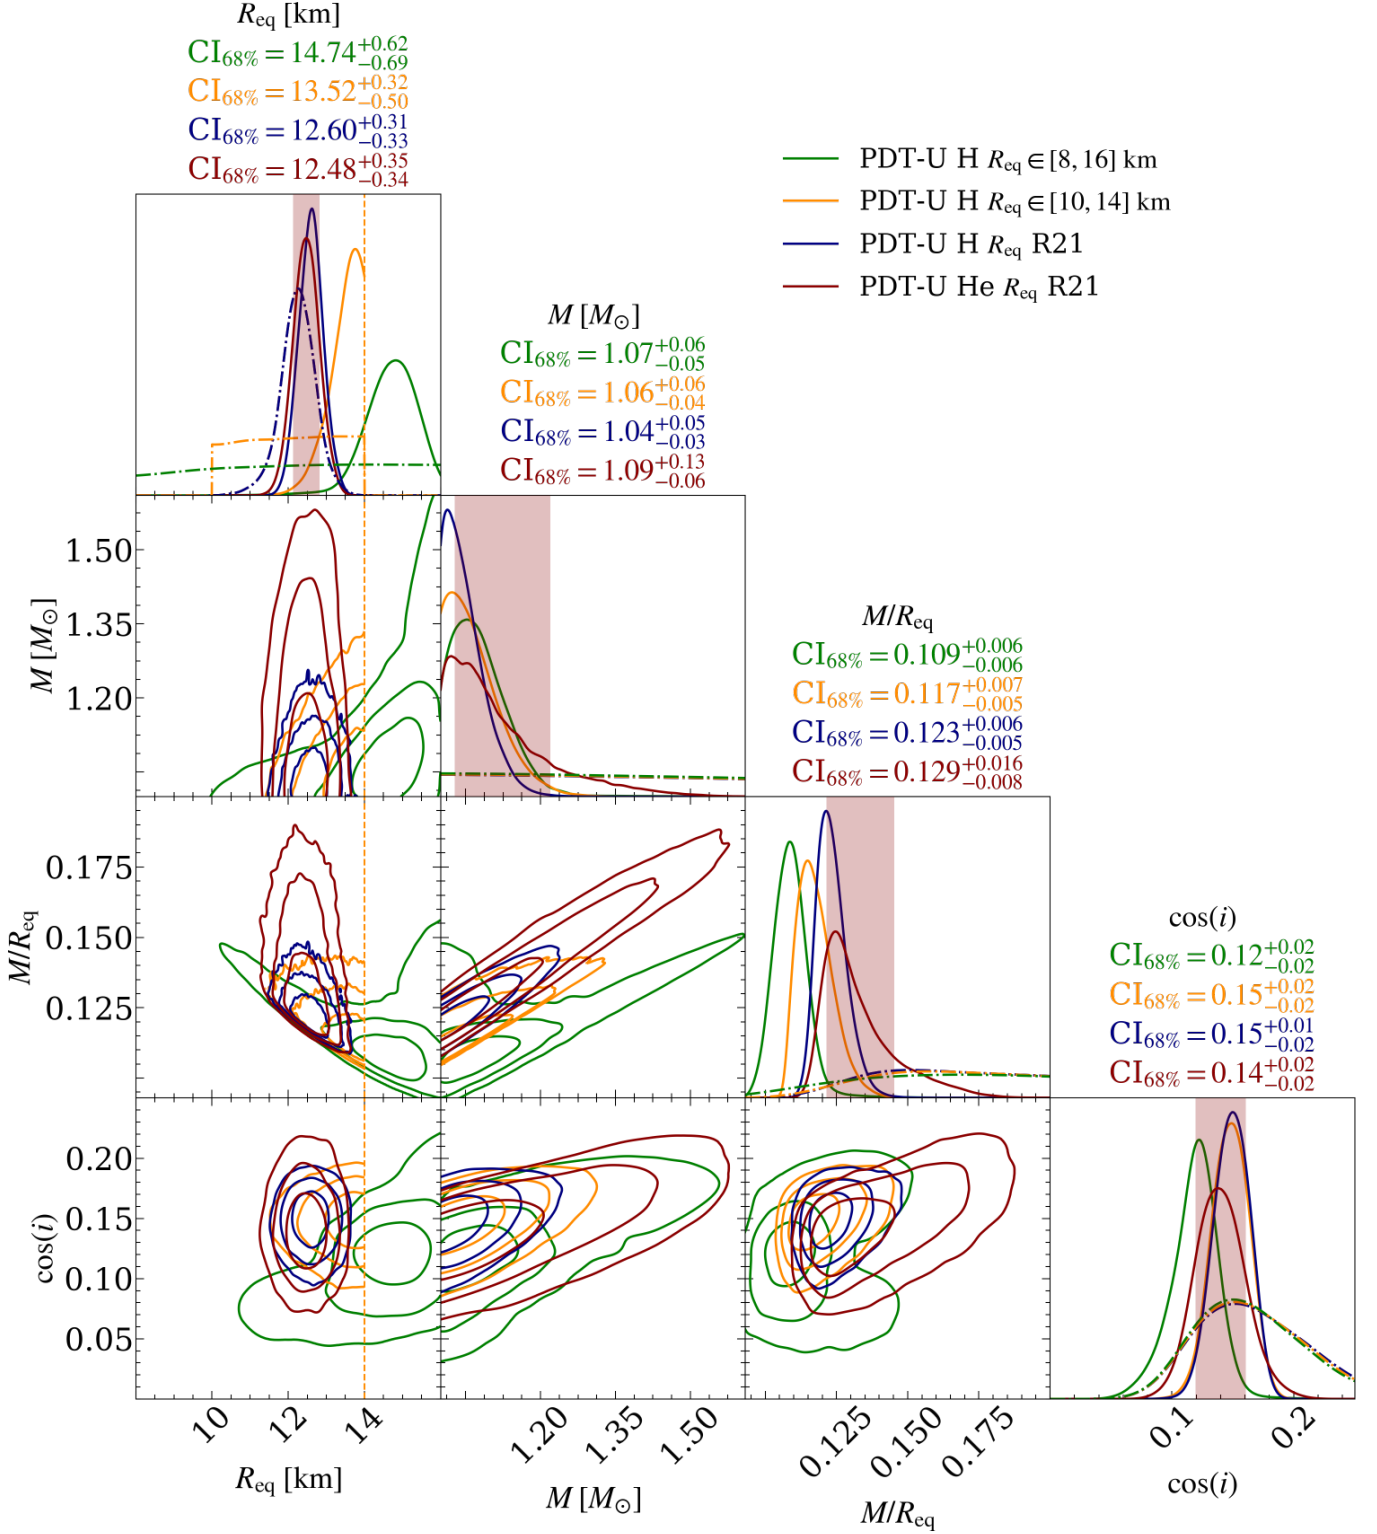 R_eq [km]
CI_68% = 14.74^{+0.62}_{−0.69}
CI_68% = 13.52^{+0.32}_{−0.50}
CI_68% = 12.60^{+0.31}_{−0.33}
CI_68% = 12.48^{+0.35}_{−0.34}
PDT-U H R_eq ∈ [8, 16] km
PDT-U H R_eq ∈ [10, 14] km
PDT-U H R_eq R21
PDT-U He R_eq R21
M [M_⊙]
CI_68% = 1.07^{+0.06}_{−0.05}
CI_68% = 1.06^{+0.06}_{−0.04}
CI_68% = 1.04^{+0.05}_{−0.03}
CI_68% = 1.09^{+0.13}_{−0.06}
M [M_⊙]
1.50
1.35
1.20
M/R_eq
CI_68% = 0.109^{+0.006}_{−0.006}
CI_68% = 0.117^{+0.007}_{−0.005}
CI_68% = 0.123^{+0.006}_{−0.005}
CI_68% = 0.129^{+0.016}_{−0.008}
M/R_eq
0.175
0.150
0.125
cos(i)
CI_68% = 0.12^{+0.02}_{−0.02}
CI_68% = 0.15^{+0.02}_{−0.02}
CI_68% = 0.15^{+0.01}_{−0.02}
CI_68% = 0.14^{+0.02}_{−0.02}
cos(i)
0.20
0.15
0.10
0.05
10 12 14
R_eq [km]
1.20 1.35 1.50
M [M_⊙]
0.125 0.150 0.175
M/R_eq
0.1 0.2
cos(i)